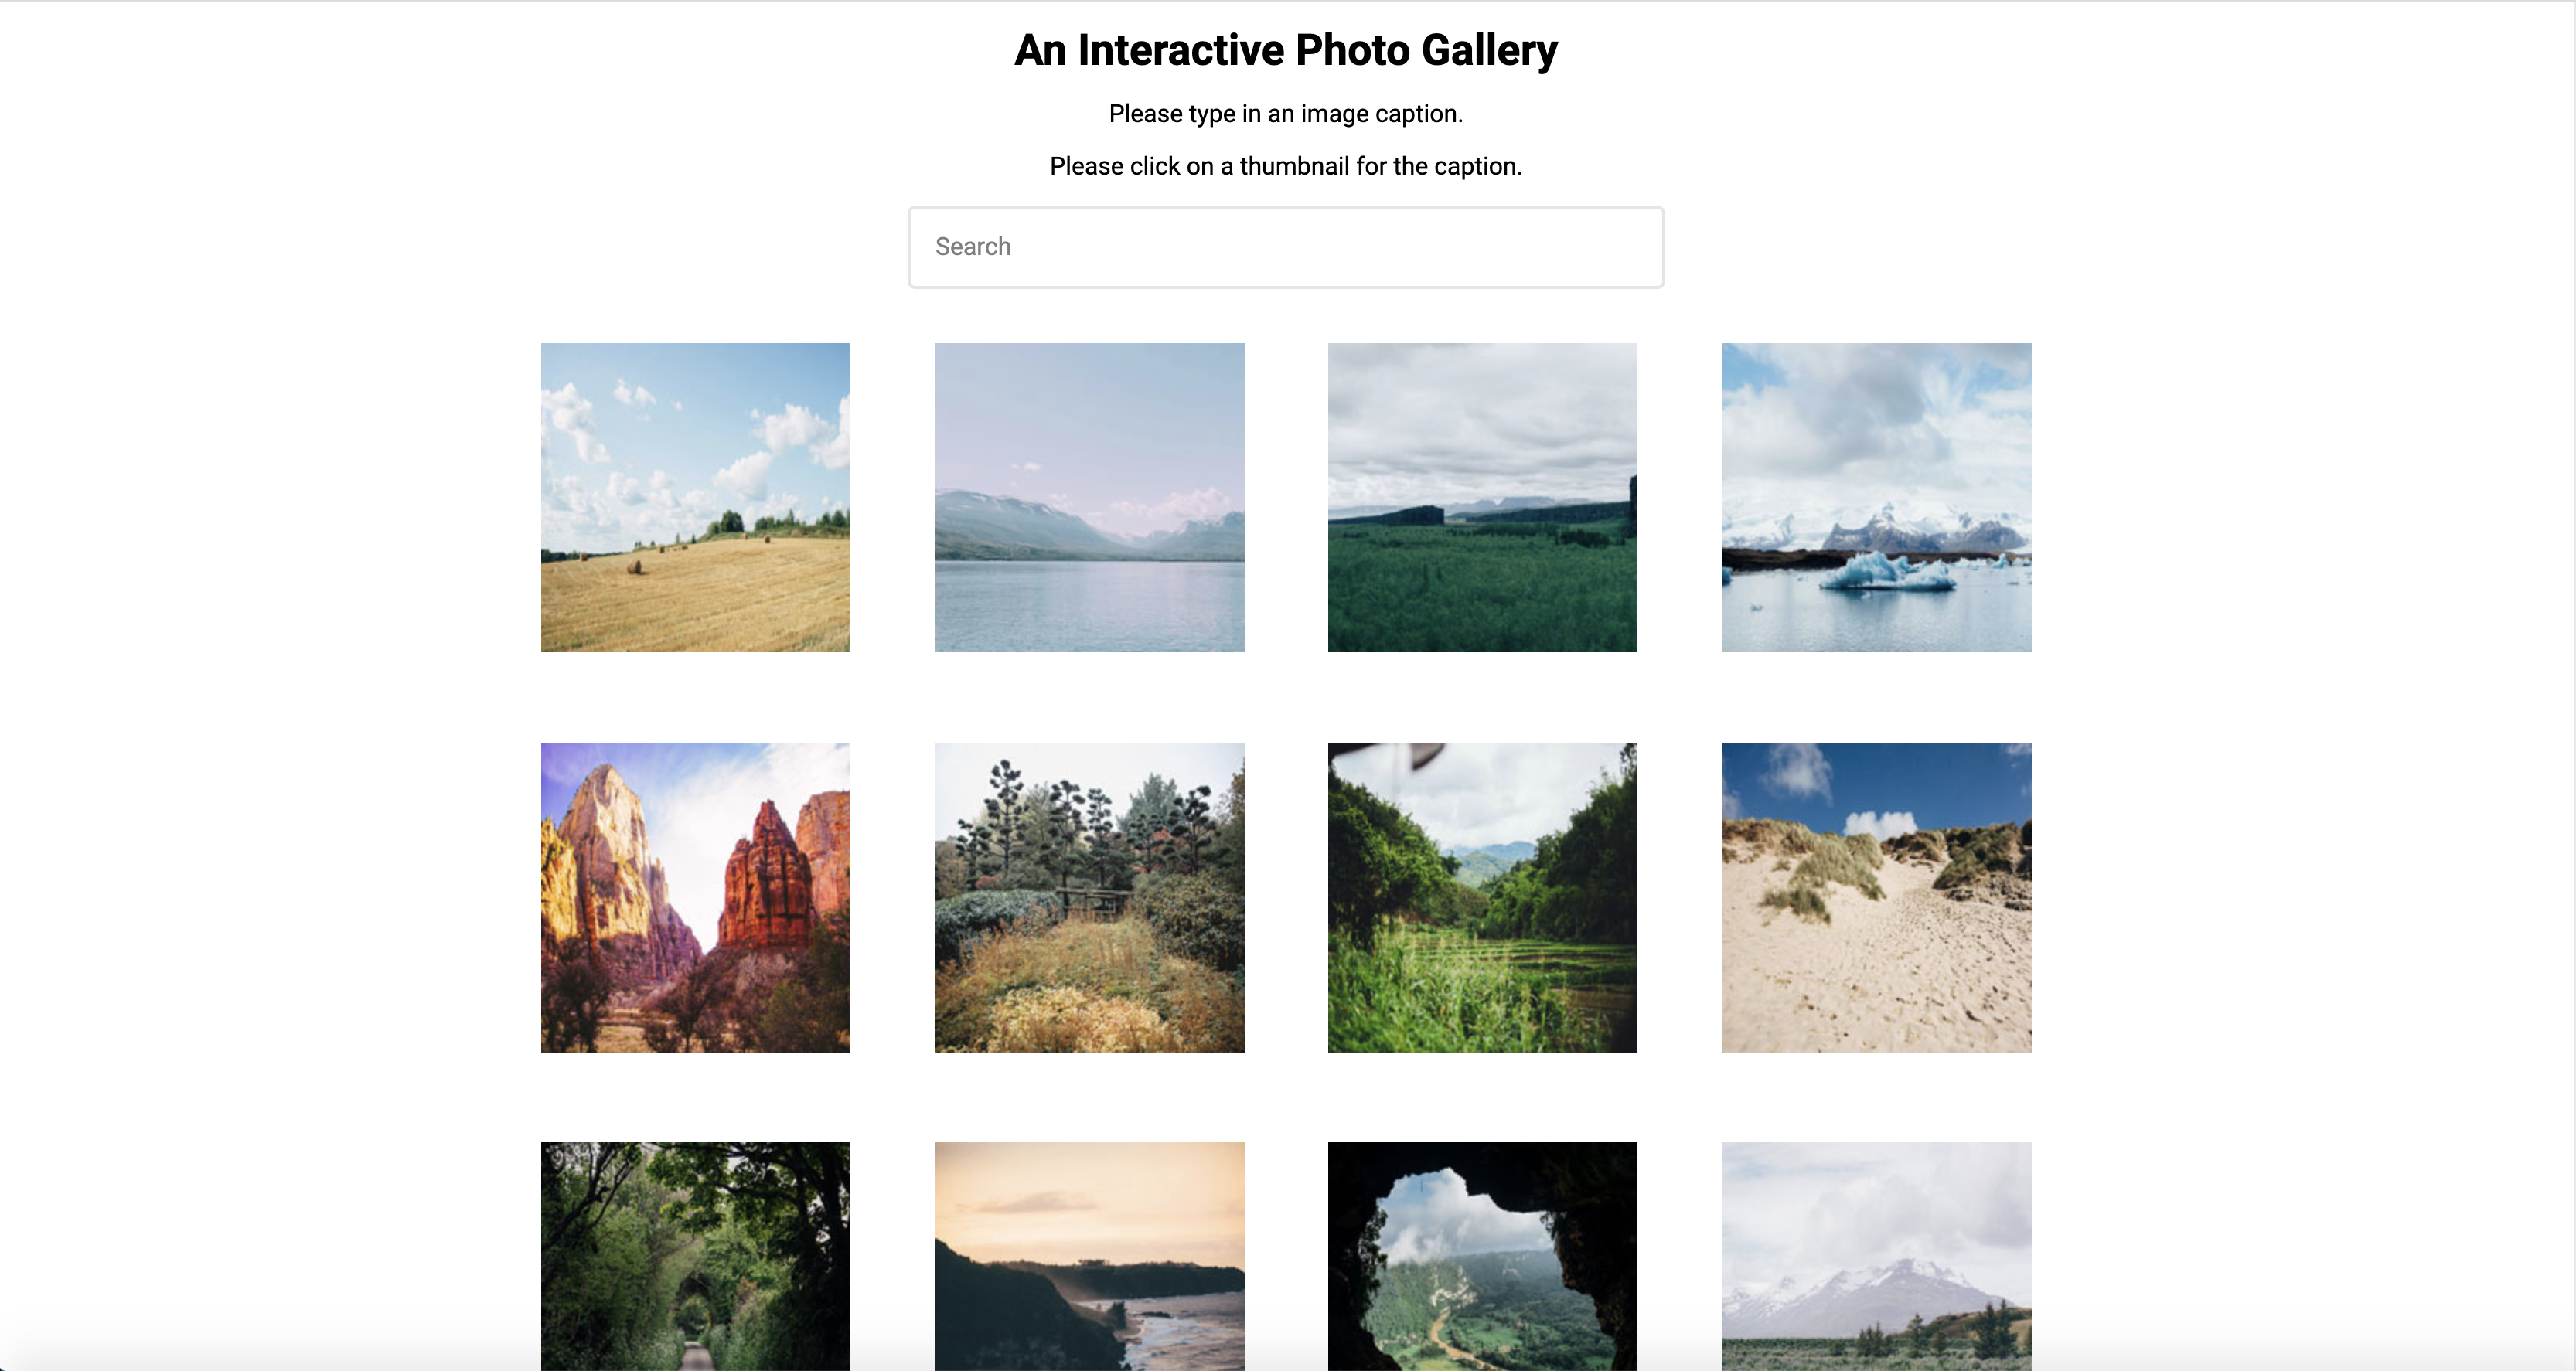 An Interactive Photo Gallery
Please type in an image caption.
Please click on a thumbnail for the caption.
Search